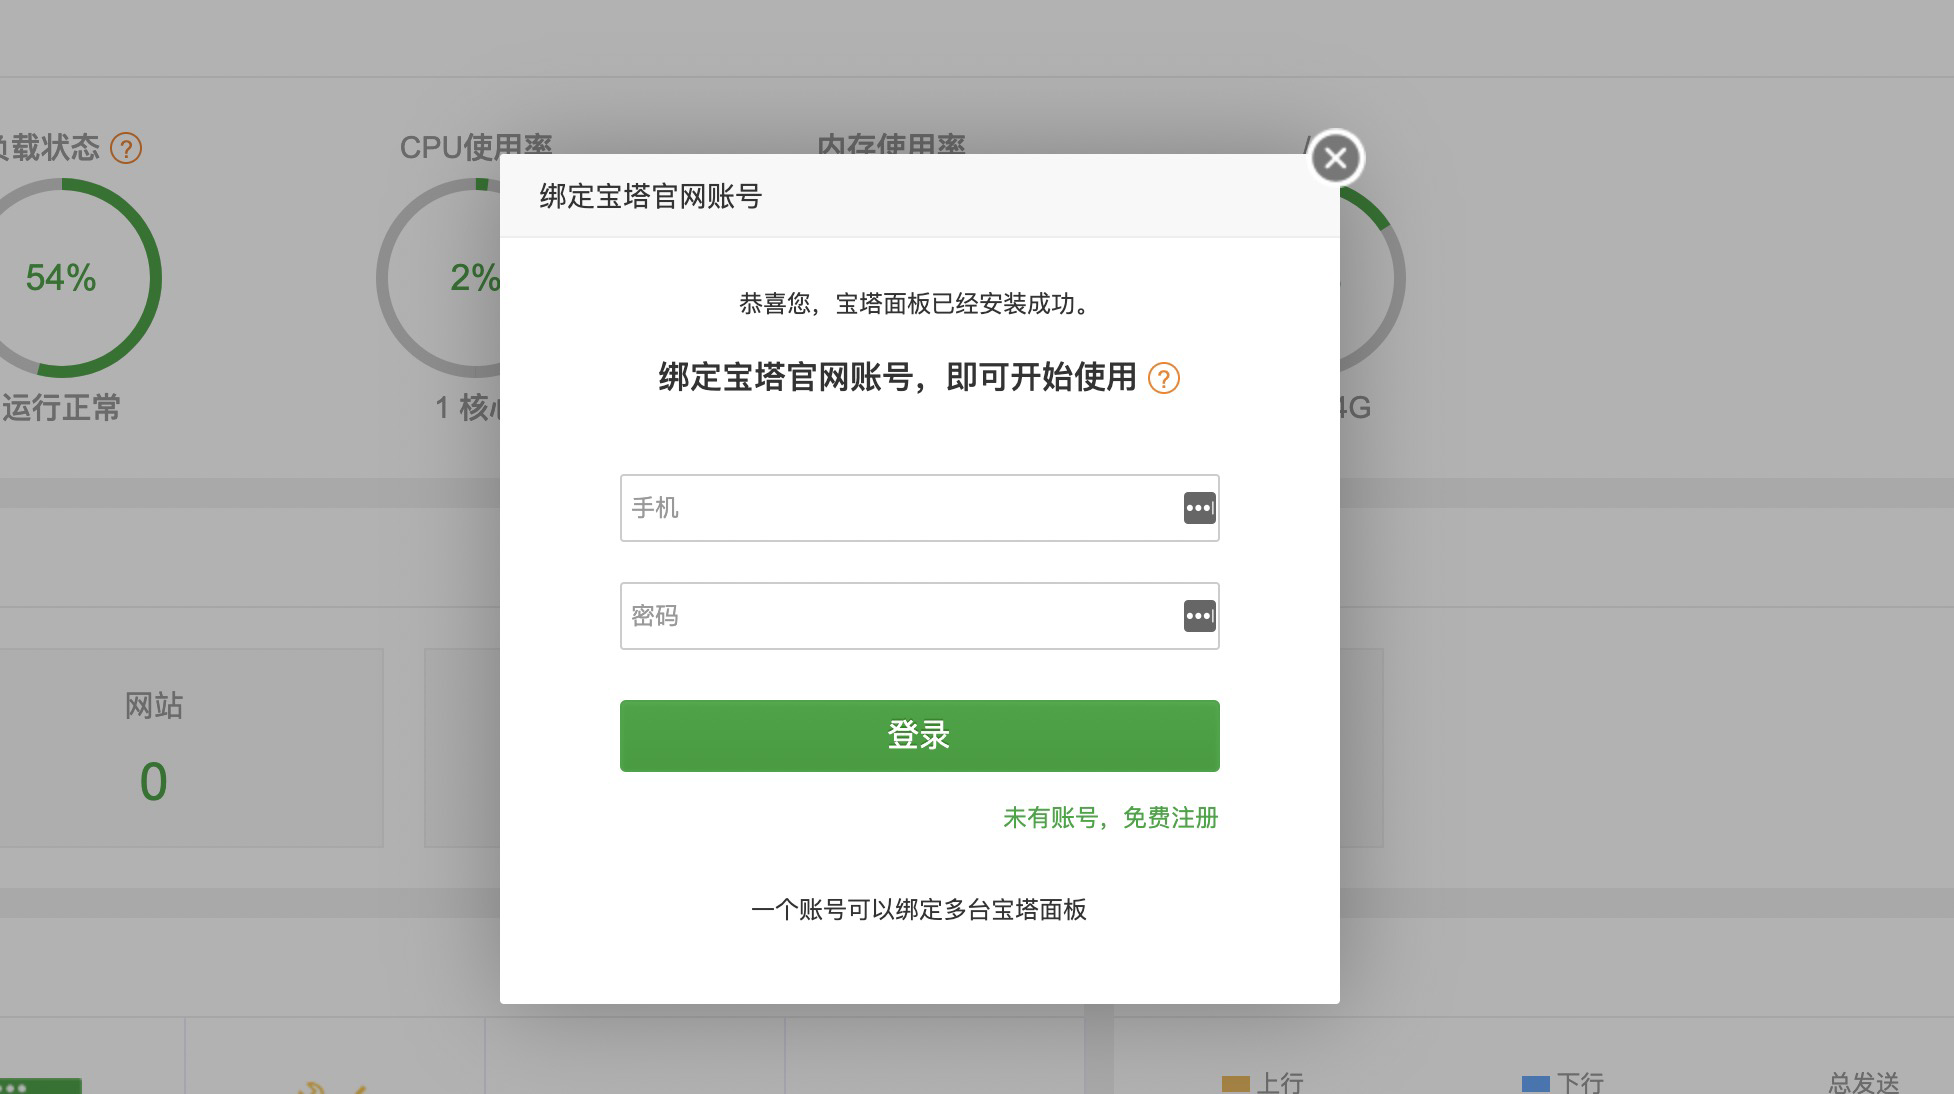 负载状态
CPU使用率
内存使用率
/
绑定宝塔官网账号
恭喜您，宝塔面板已经安装成功。
54%
2%
绑定宝塔官网账号，即可开始使用
运行正常
1 核心
4G
手机
密码
登录
网站
0
未有账号，免费注册
一个账号可以绑定多台宝塔面板
上行
下行
总发送